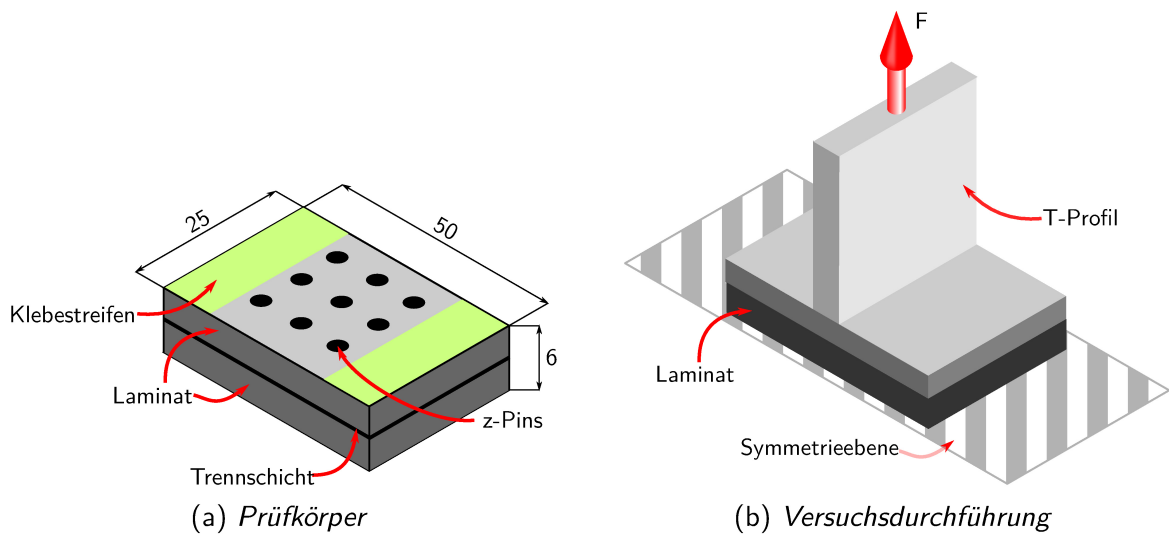 F
25
50
T-Profil
Klebestreifen
6
Laminat
Laminat
z-Pins
Symmetrieebene
Trennschicht
(a) Prüfkörper
(b) Versuchsdurchführung